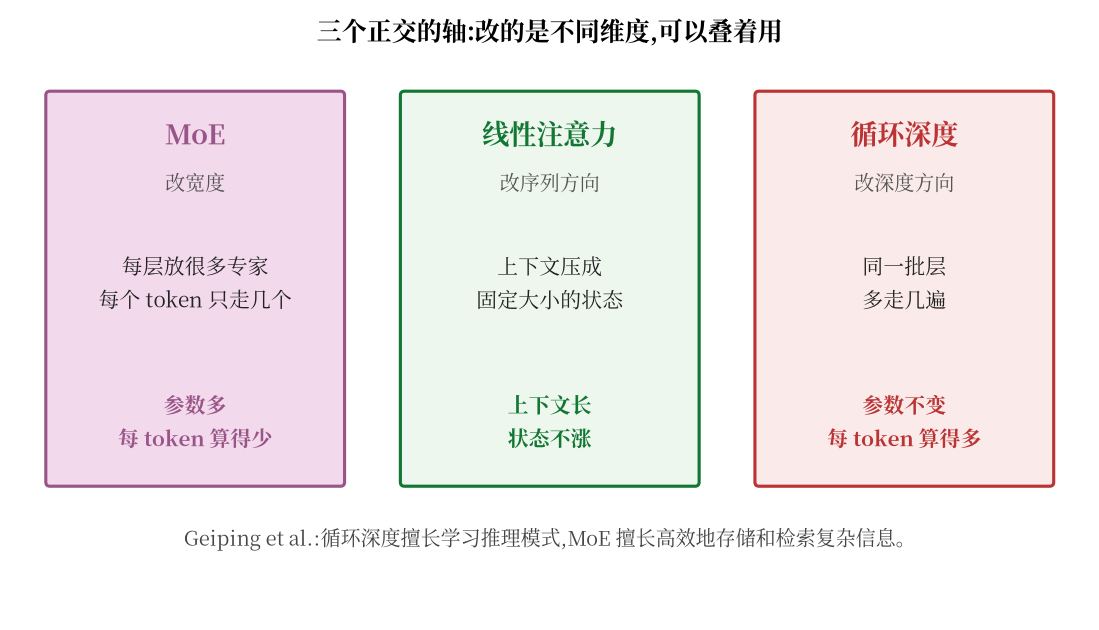 三个正交的轴:改的是不同维度,可以叠着用
MoE
改宽度
每层放很多专家
每个 token 只走几个
参数多
每 token 算得少
线性注意力
改序列方向
上下文压成
固定大小的状态
上下文长
状态不涨
循环深度
改深度方向
同一批层
多走几遍
参数不变
每 token 算得多
Geiping et al.:循环深度擅长学习推理模式,MoE 擅长高效地存储和检索复杂信息。